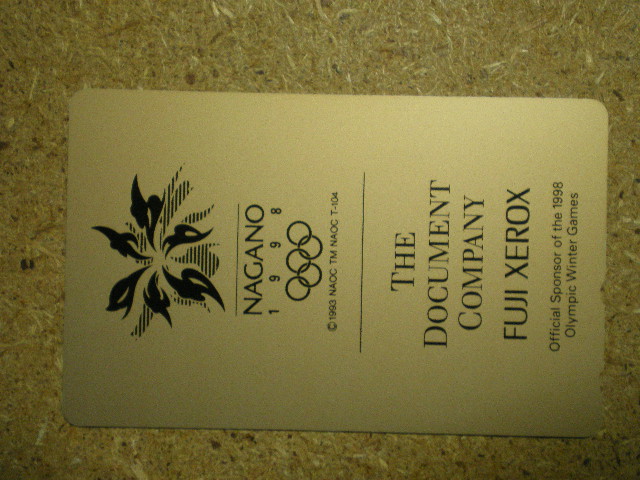 NAGANO
1 9 9 8
©1993 NAOC TM NAOC T-104
THE
DOCUMENT
COMPANY
FUJI XEROX
Official Sponsor of the 1998
Olympic Winter Games